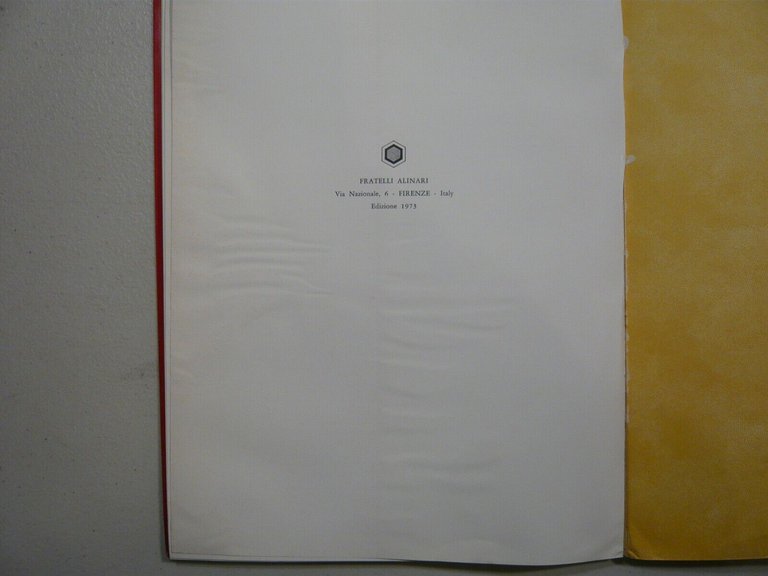 FRATELLI ALINARI
Via Nazionale, 6 - FIRENZE - Italy
Edizione 1973